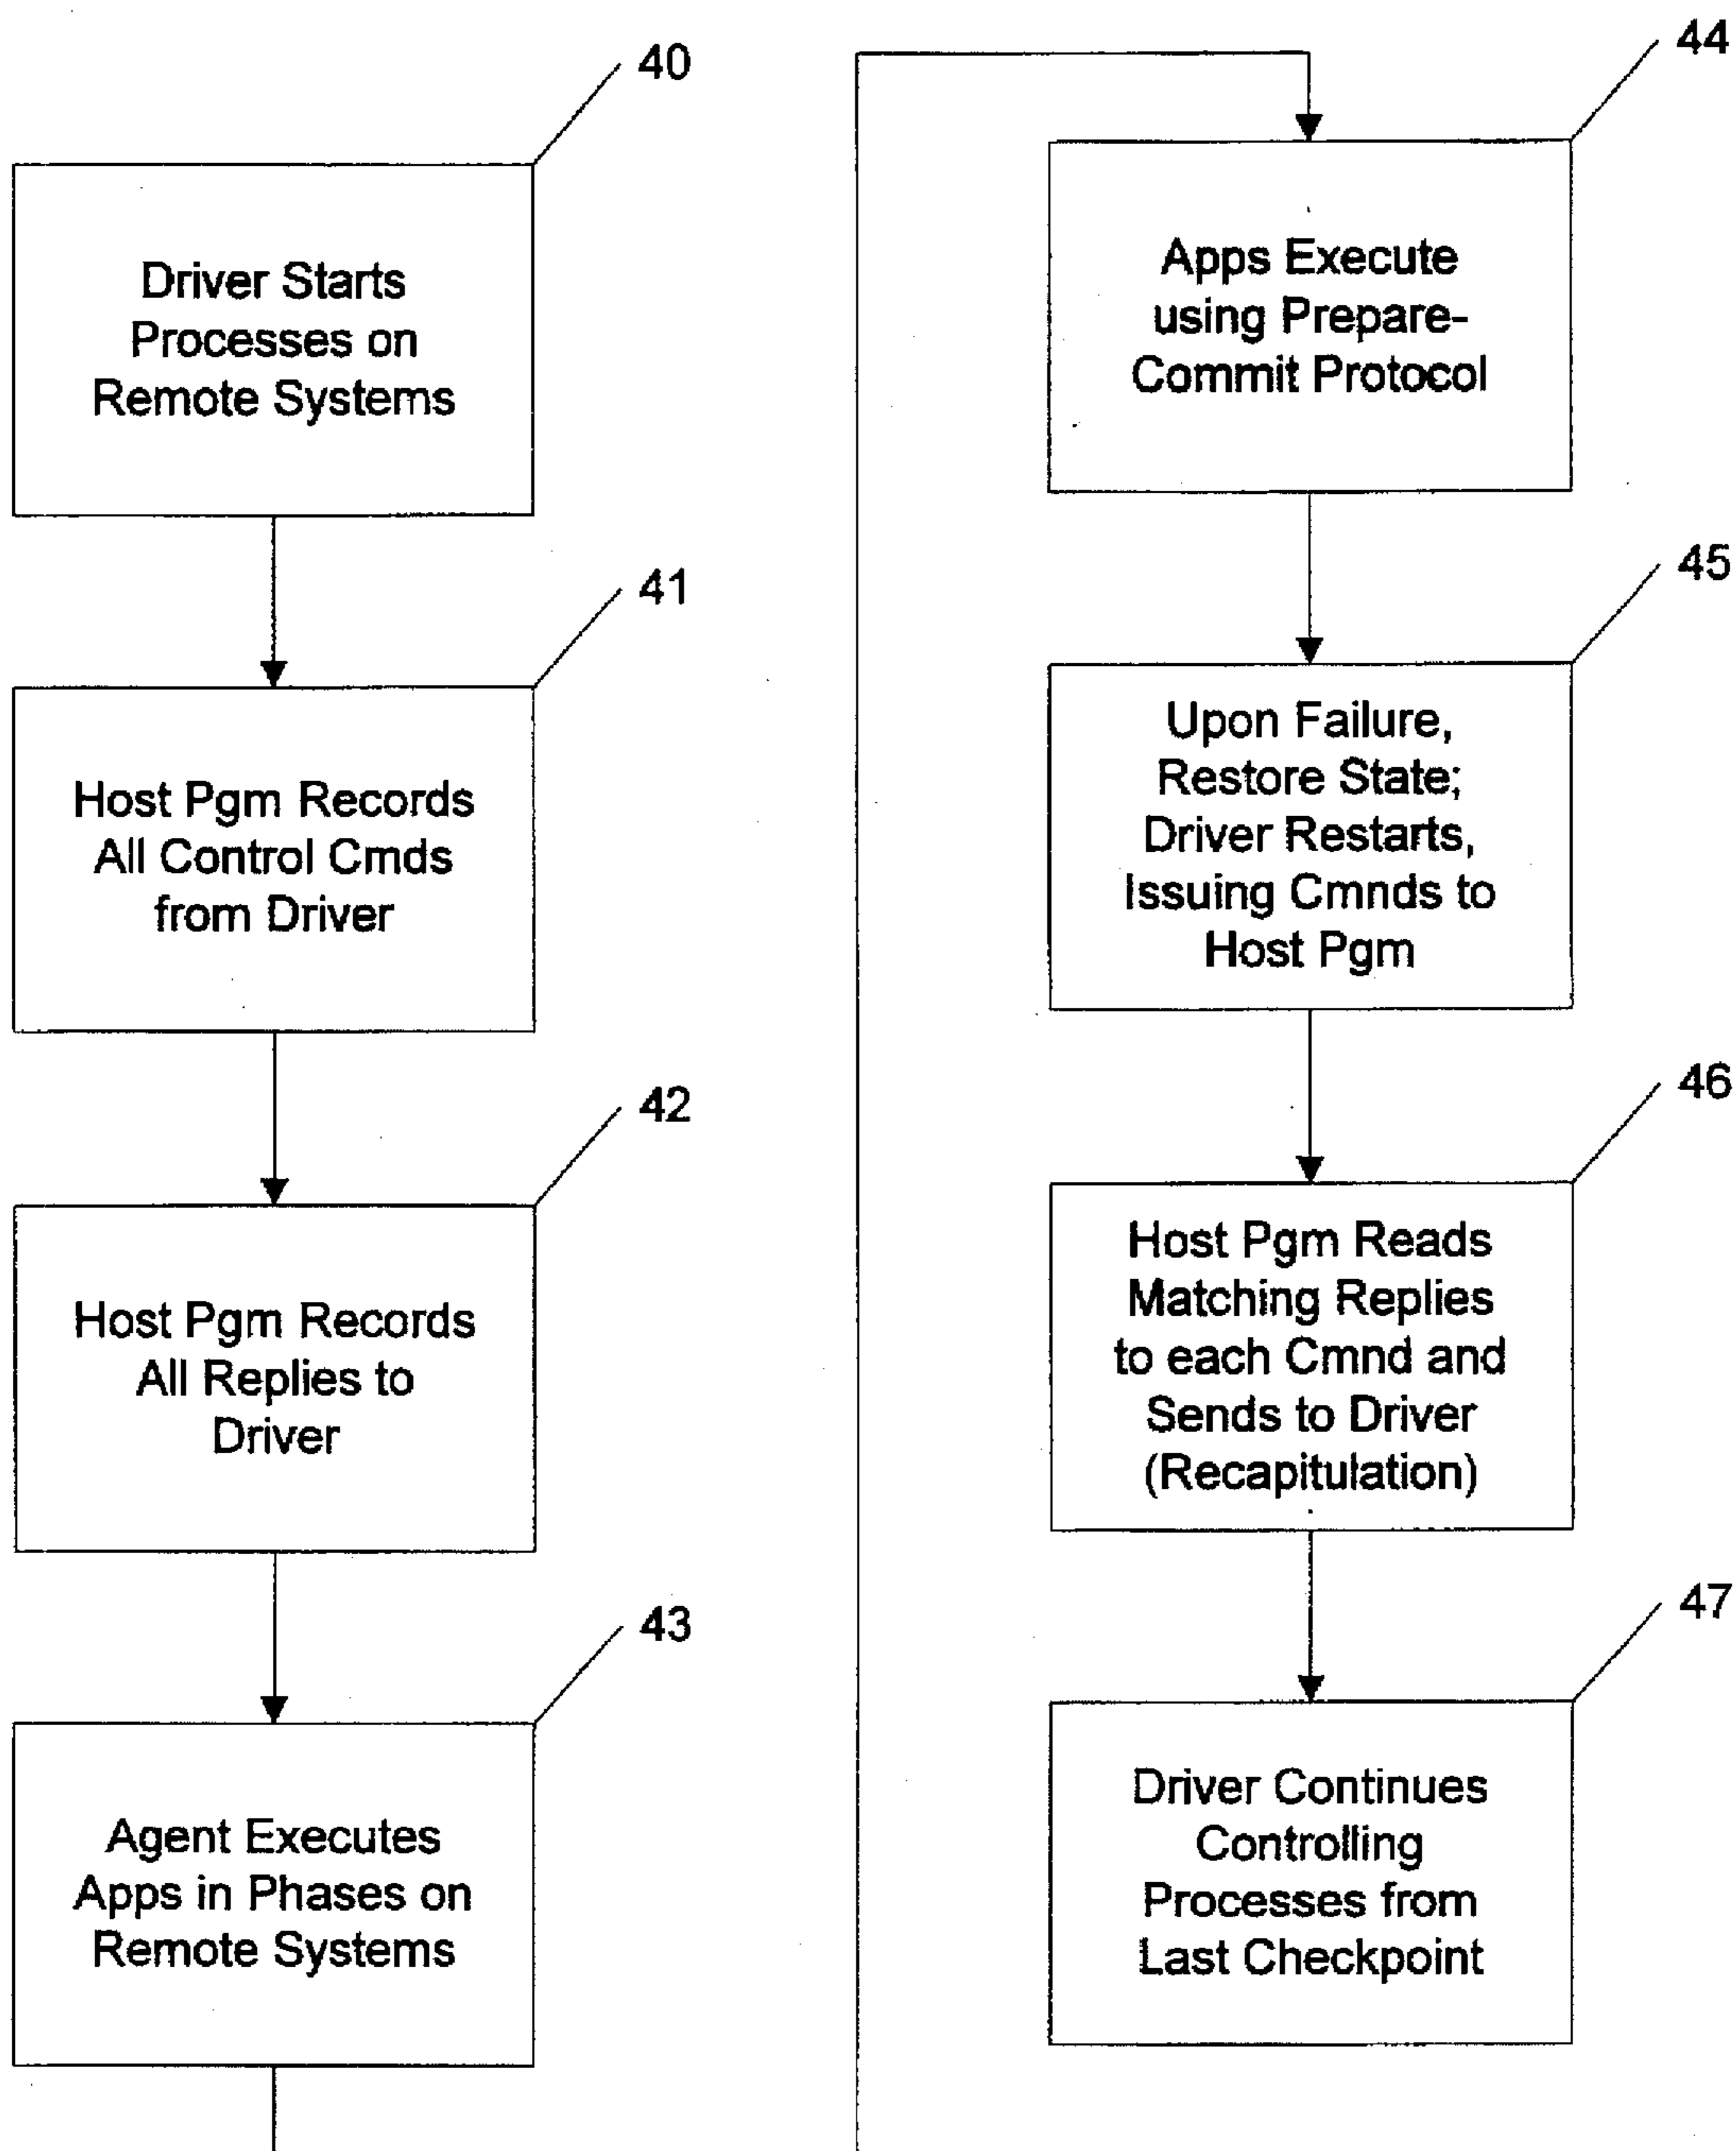 40
Driver Starts
Processes on
Remote Systems
41
Host Pgm Records
All Control Cmds
from Driver
42
Host Pgm Records
All Replies to
Driver
43
Agent Executes
Apps in Phases on
Remote Systems
44
Apps Execute
using Prepare-
Commit Protocol
45
Upon Failure,
Restore State;
Driver Restarts,
Issuing Cmnds to
Host Pgm
46
Host Pgm Reads
Matching Replies
to each Cmnd and
Sends to Driver
(Recapitulation)
47
Driver Continues
Controlling
Processes from
Last Checkpoint